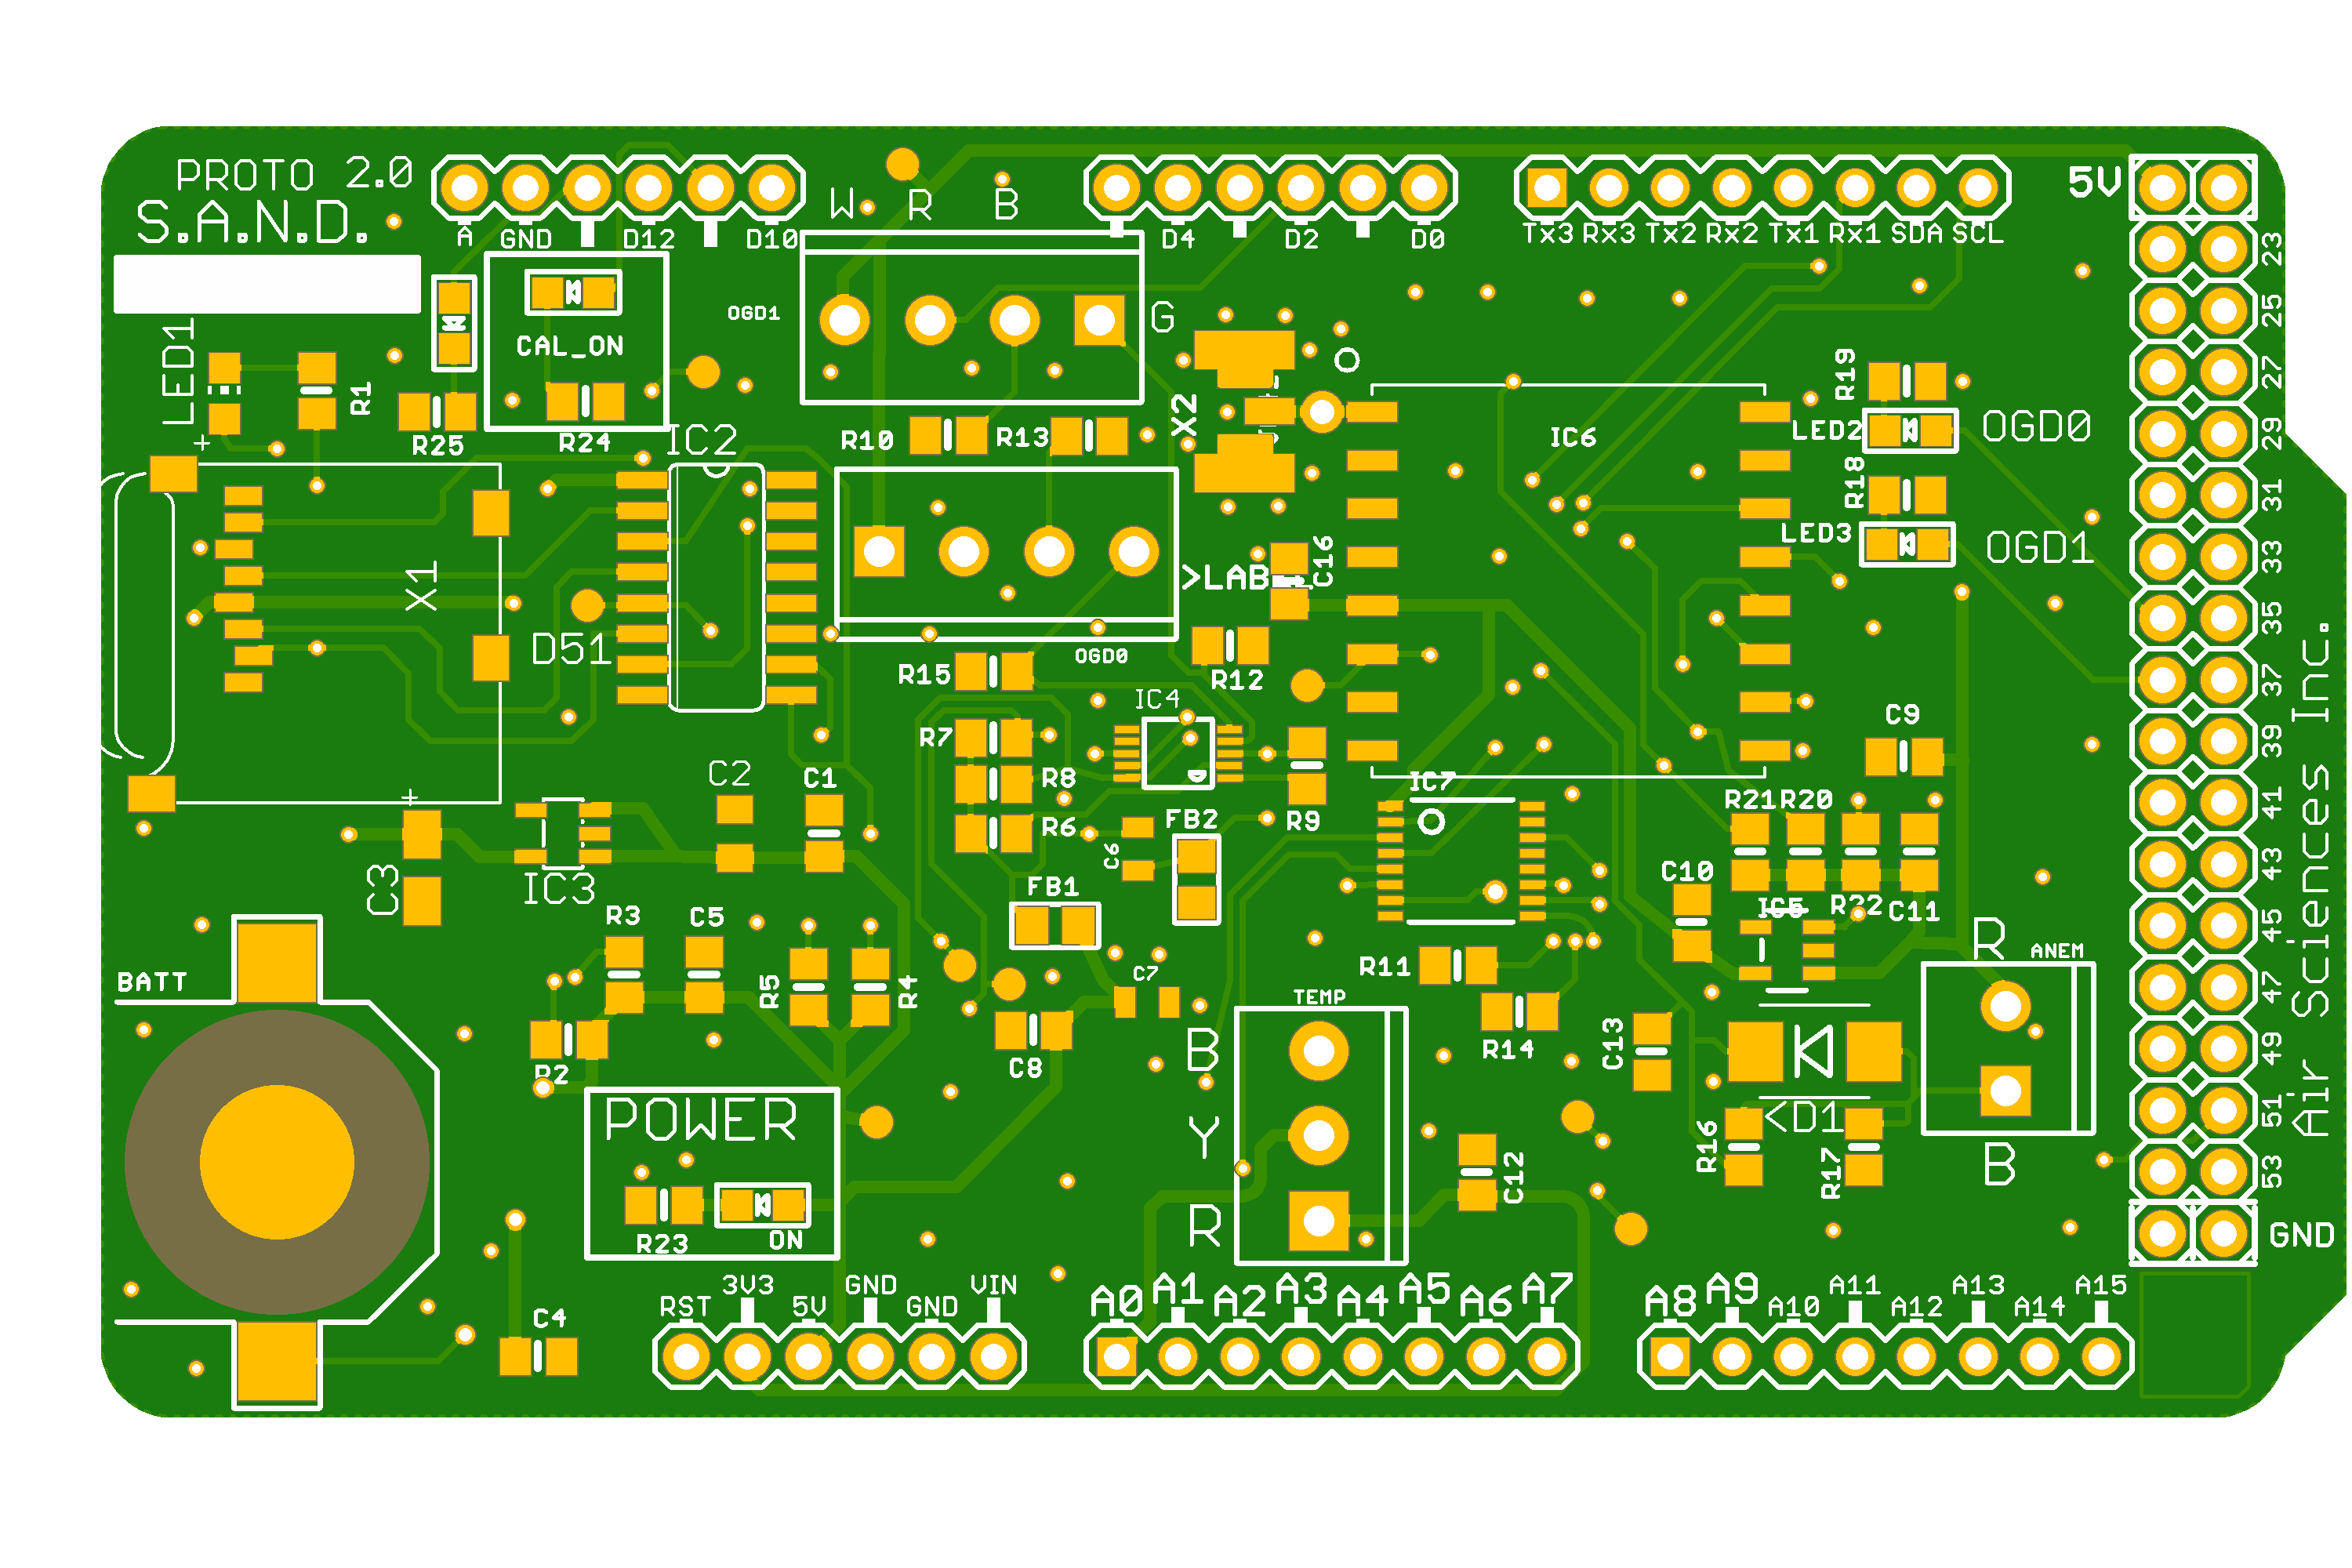 PROTO 2.0
S.A.N.D.
A GND D12 D10
W R B
D4 D2 D0
Tx3 Rx3 Tx2 Rx2 Tx1 Rx1 SDA SCL
5V
23
25
27
29
31
33
35
37
39
41
43
45
47
49
51
53
GND
Air Sciences Inc.
LED1
+
R1
R25
CAL_ON
R24
OGD1
G
R10
R13
X2
IC6
R19
LED2
OGD0
R18
LED3
OGD1
IC2
X1
D51
>LAB
C16
OGD0
R12
R15
IC4
R7
R8
R6
R9
C9
C2
C1
+
C3
IC3
FB2
C6
FB1
IC7
R21
R20
C10
IC5
R22
C11
R3
C5
R5
R4
BATT
R2
C7
C8
TEMP
B
Y
R
R11
R14
C13
R
ANEM
B
<D1
R16
R17
C12
POWER
R23
ON
C4
RST 3V3 5V GND GND VIN
A0 A1 A2 A3 A4 A5 A6 A7
A8 A9 A10 A11 A12 A13 A14 A15